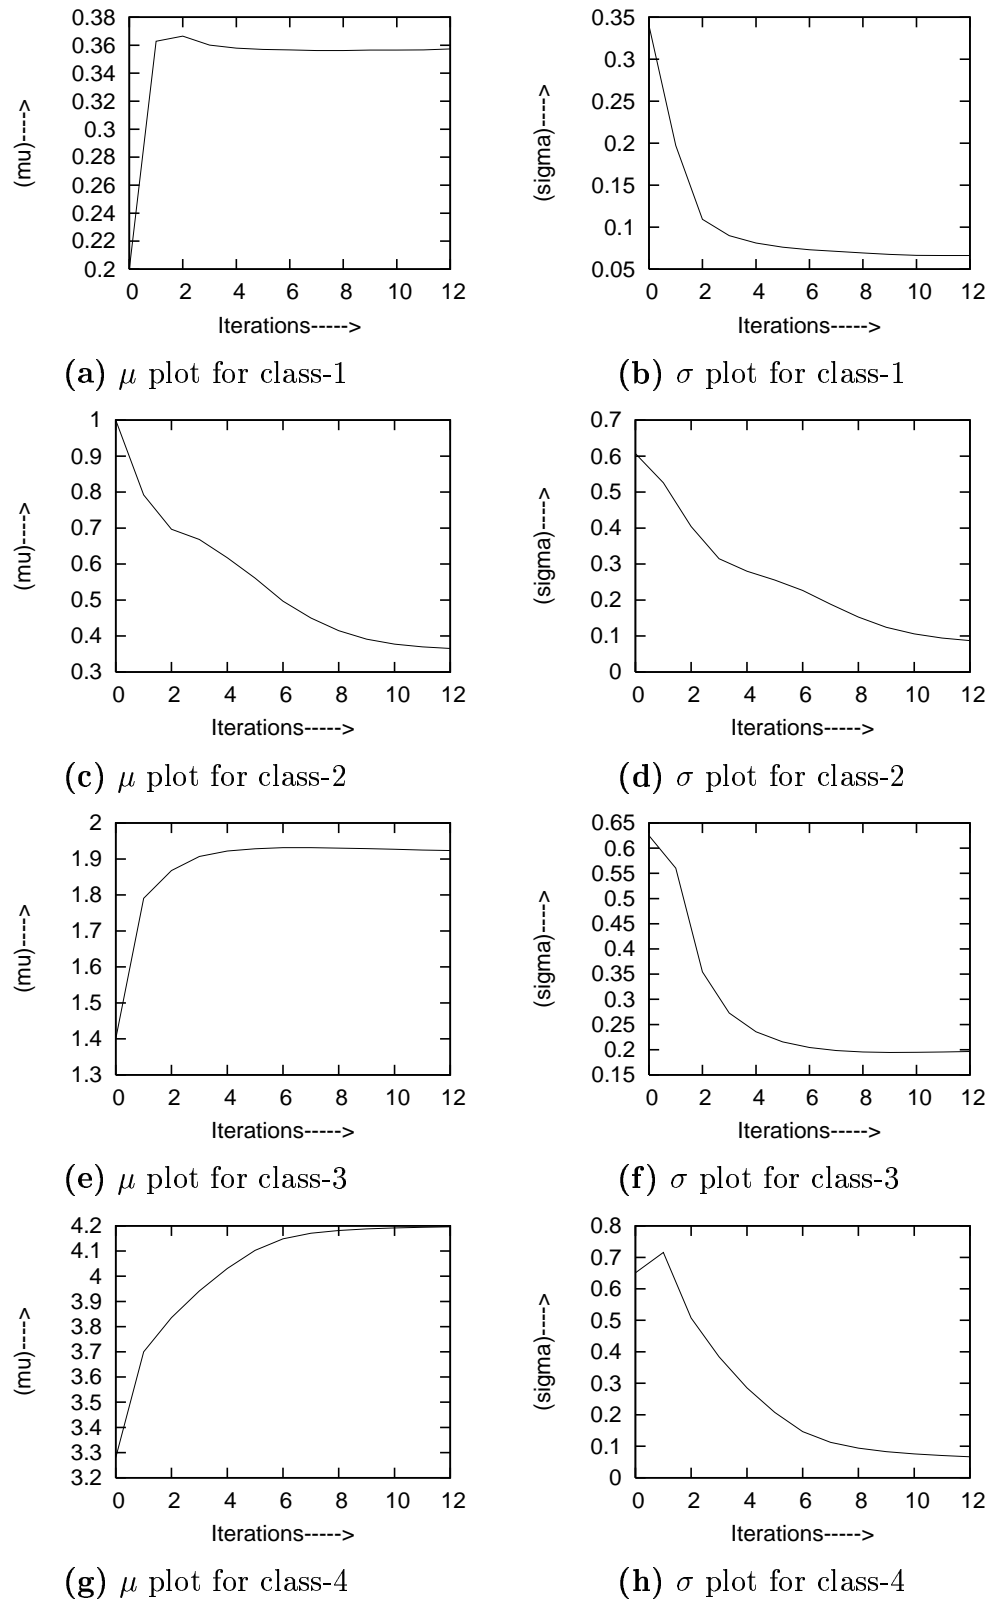 0.38
0.36
0.34
0.32
0.3
0.28
0.26
0.24
0.22
0.2
(mu)---->
0 2 4 6 8 10 12
Iterations----->
(a) μ plot for class-1
0.35
0.3
0.25
0.2
0.15
0.1
0.05
(sigma)---->
0 2 4 6 8 10 12
Iterations----->
(b) σ plot for class-1
1
0.9
0.8
0.7
0.6
0.5
0.4
0.3
(mu)---->
0 2 4 6 8 10 12
Iterations----->
(c) μ plot for class-2
0.7
0.6
0.5
0.4
0.3
0.2
0.1
0
(sigma)---->
0 2 4 6 8 10 12
Iterations----->
(d) σ plot for class-2
2
1.9
1.8
1.7
1.6
1.5
1.4
1.3
(mu)---->
0 2 4 6 8 10 12
Iterations----->
(e) μ plot for class-3
0.65
0.6
0.55
0.5
0.45
0.4
0.35
0.3
0.25
0.2
0.15
(sigma)---->
0 2 4 6 8 10 12
Iterations----->
(f) σ plot for class-3
4.2
4.1
4
3.9
3.8
3.7
3.6
3.5
3.4
3.3
3.2
(mu)---->
0 2 4 6 8 10 12
Iterations----->
(g) μ plot for class-4
0.8
0.7
0.6
0.5
0.4
0.3
0.2
0.1
0
(sigma)---->
0 2 4 6 8 10 12
Iterations----->
(h) σ plot for class-4